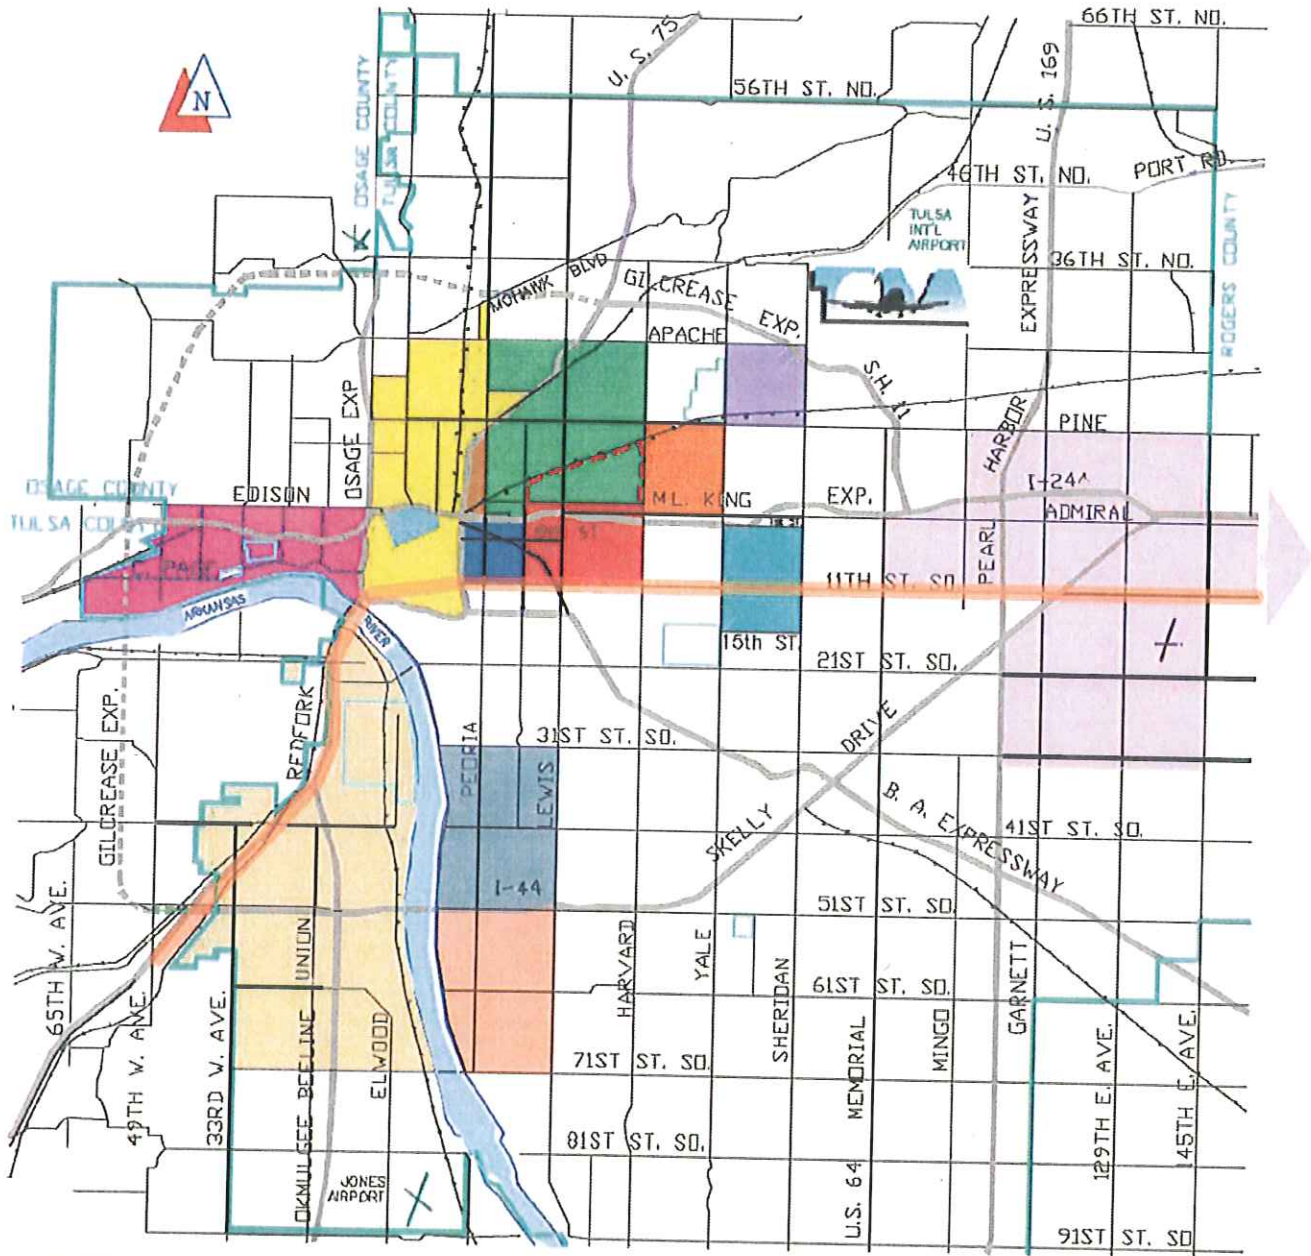 66TH ST. NO.
U. S. 75
U. S. 169
56TH ST. NO.
OSAGE COUNTY
TULSA COUNTY
N
46TH ST. NO.
PORT RD.
TULSA
INT'L
AIRPORT
ROGERS COUNTY
EXPRESSWAY
36TH ST. NO.
MOHAWK BLVD
GILCREASE EXP.
APACHE
S.H. 11
OSAGE EXP
HARBOR
PINE
OSAGE COUNTY
EDISON
M.L. KING
EXP.
I-24
TULSA COUNTY
ADMIRAL
PEARL
11TH ST. SO
ARKANSAS
RIVER
15th ST
21ST ST. SO.
GILCREASE EXP.
REDFORK
PEORIA
31ST ST. SO.
LEWIS
DRIVE
SKELLY
B. A. EXPRESSWAY
41ST ST. SO.
I-44
51ST ST. SO.
65TH W. AVE.
49TH W. AVE.
33RD W. AVE.
OKMULGEE BEELINE
UNION
ELWOOD
HARVARD
YALE
SHERIDAN
61ST ST. SO.
U.S. 64
MEMORIAL
MINGO
GARNETT
129TH E. AVE.
145TH E. AVE.
71ST ST. SO.
81ST ST. SO.
JONES
AIRPORT
91ST ST. SO